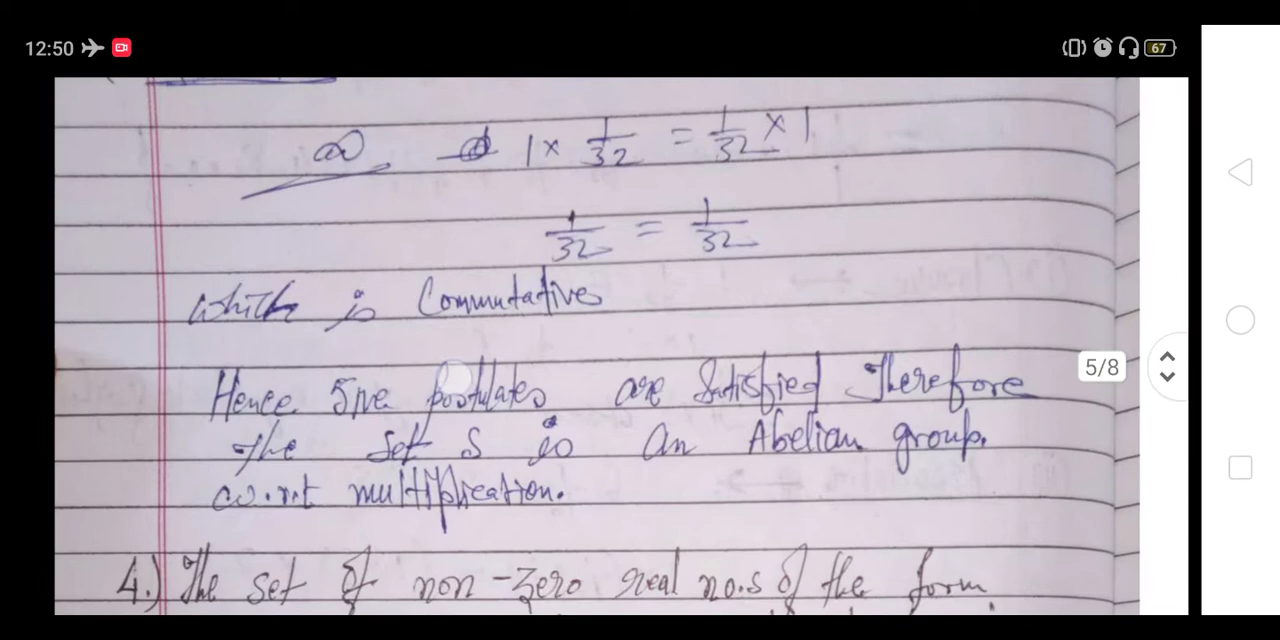 12:50
67
1 × 1/32 = 1/32 × 1
1/32 = 1/32
which is Commutative
5/8
Hence 5ive postulates are Satisfied Therefore
the set S is an Abelian group.
w.r.t multiplication.
4.) The set of non-zero real no.s of the form